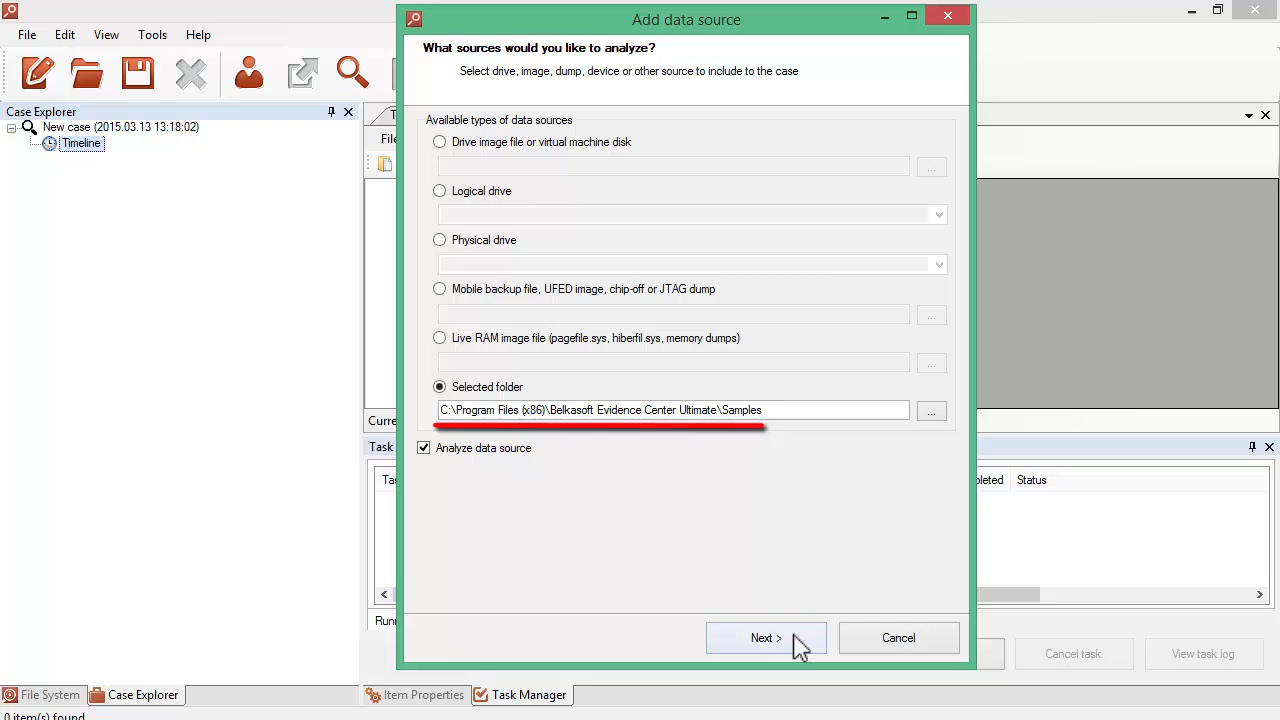 Add data source
File Edit View Tools Help
What sources would you like to analyze?
Select drive, image, dump, device or other source to include to the case
Case Explorer
New case (2015.03.13 13:18:02)
Timeline
Available types of data sources
Drive image file or virtual machine disk
...
Logical drive
Physical drive
Mobile backup file, UFED image, chip-off or JTAG dump
...
Live RAM image file (pagefile.sys, hiberfil.sys, memory dumps)
...
Selected folder
C:\Program Files (x86)\Belkasoft Evidence Center Ultimate\Samples
...
Analyze data source
Task
Status
Next >
Cancel
Cancel task
View task log
File System
Case Explorer
Item Properties
Task Manager
0 item(s) found